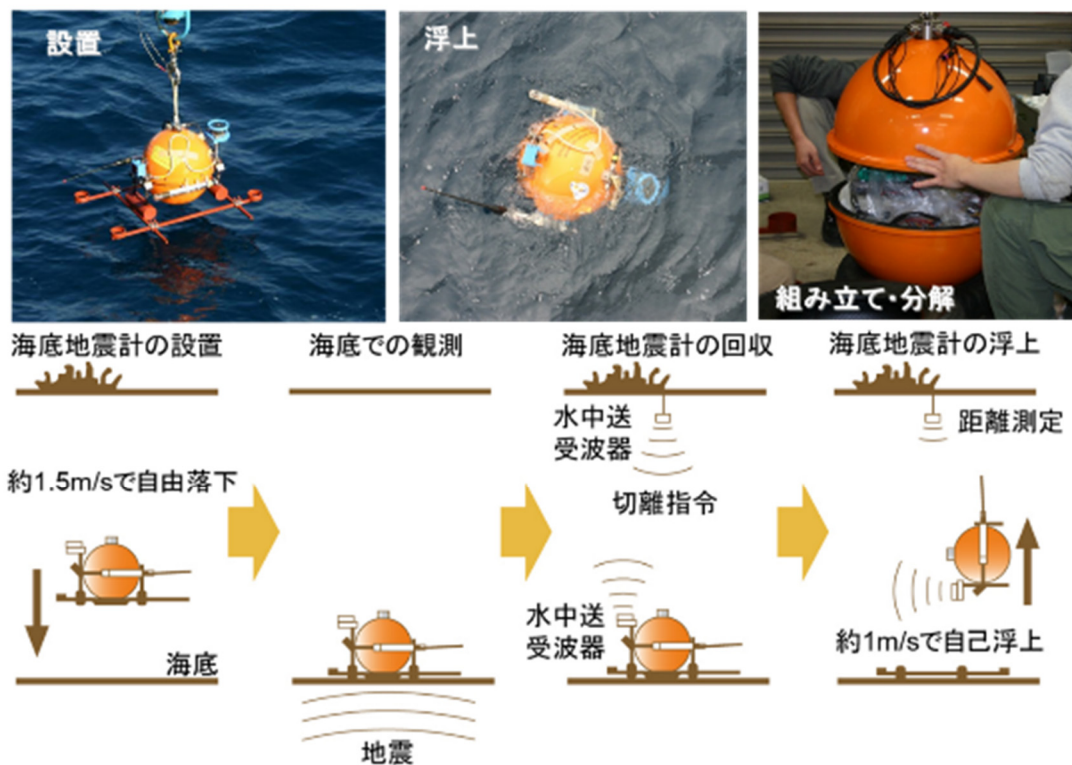 設置
浮上
組み立て・分解
海底地震計の設置
約1.5m/sで自由落下
海底
海底での観測
地震
海底地震計の回収
水中送
受波器
切離指令
水中送
受波器
海底地震計の浮上
距離測定
約1m/sで自己浮上